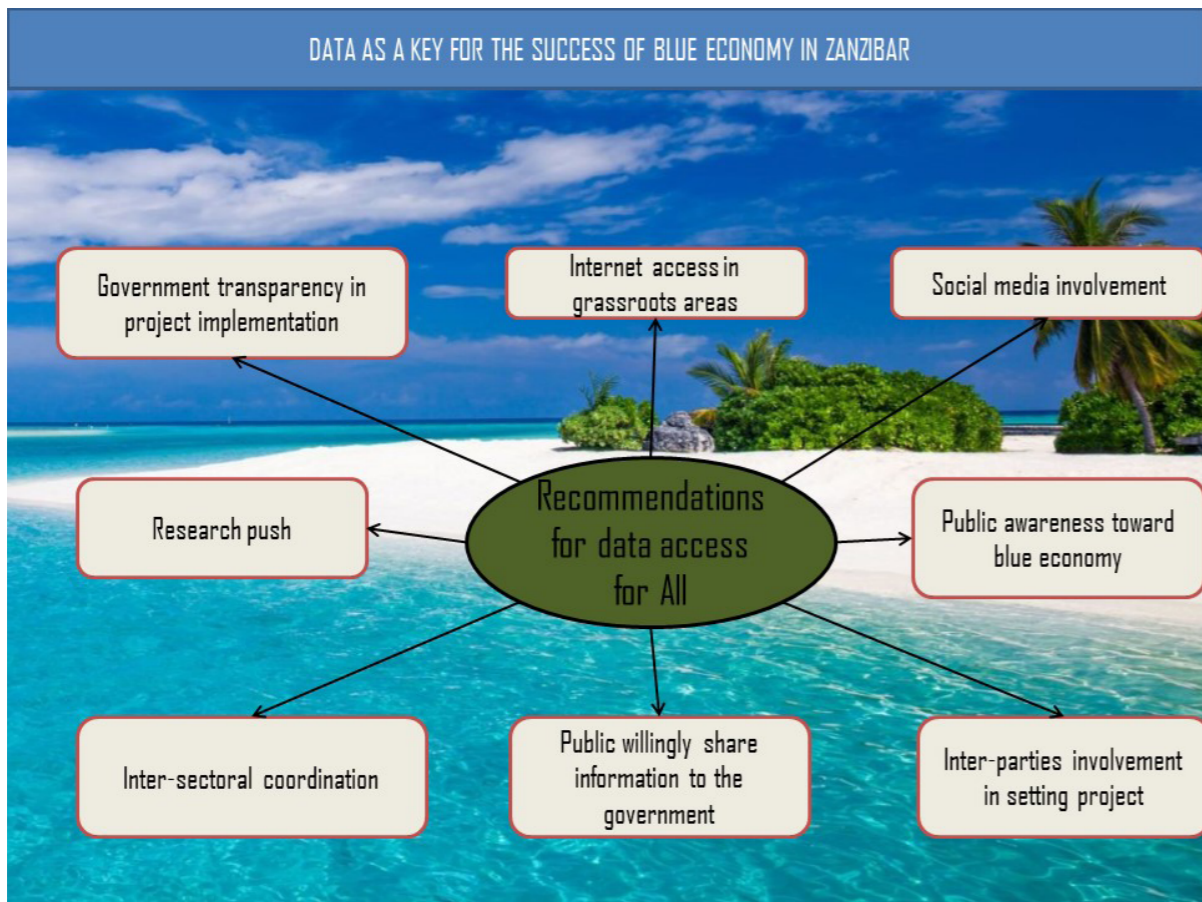 DATA AS A KEY FOR THE SUCCESS OF BLUE ECONOMY IN ZANZIBAR
Government transparency in
project implementation
Internet access in
grassroots areas
Social media involvement
Research push
Recommendations
for data access
for All
Public awareness toward
blue economy
Inter-sectoral coordination
Public willingly share
information to the
government
Inter-parties involvement
in setting project